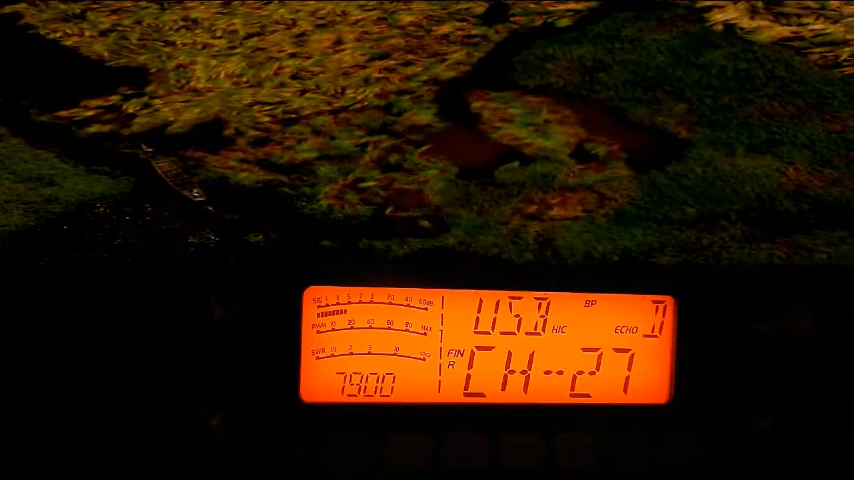 SIG 1 3 5 7 9 20 40 60dB
USB HIC BP ECHO D
PWR 10 20 40 60 80 MAX
SWR 1.5 2 3 10 ∞
FIN
R
CH--27
7900